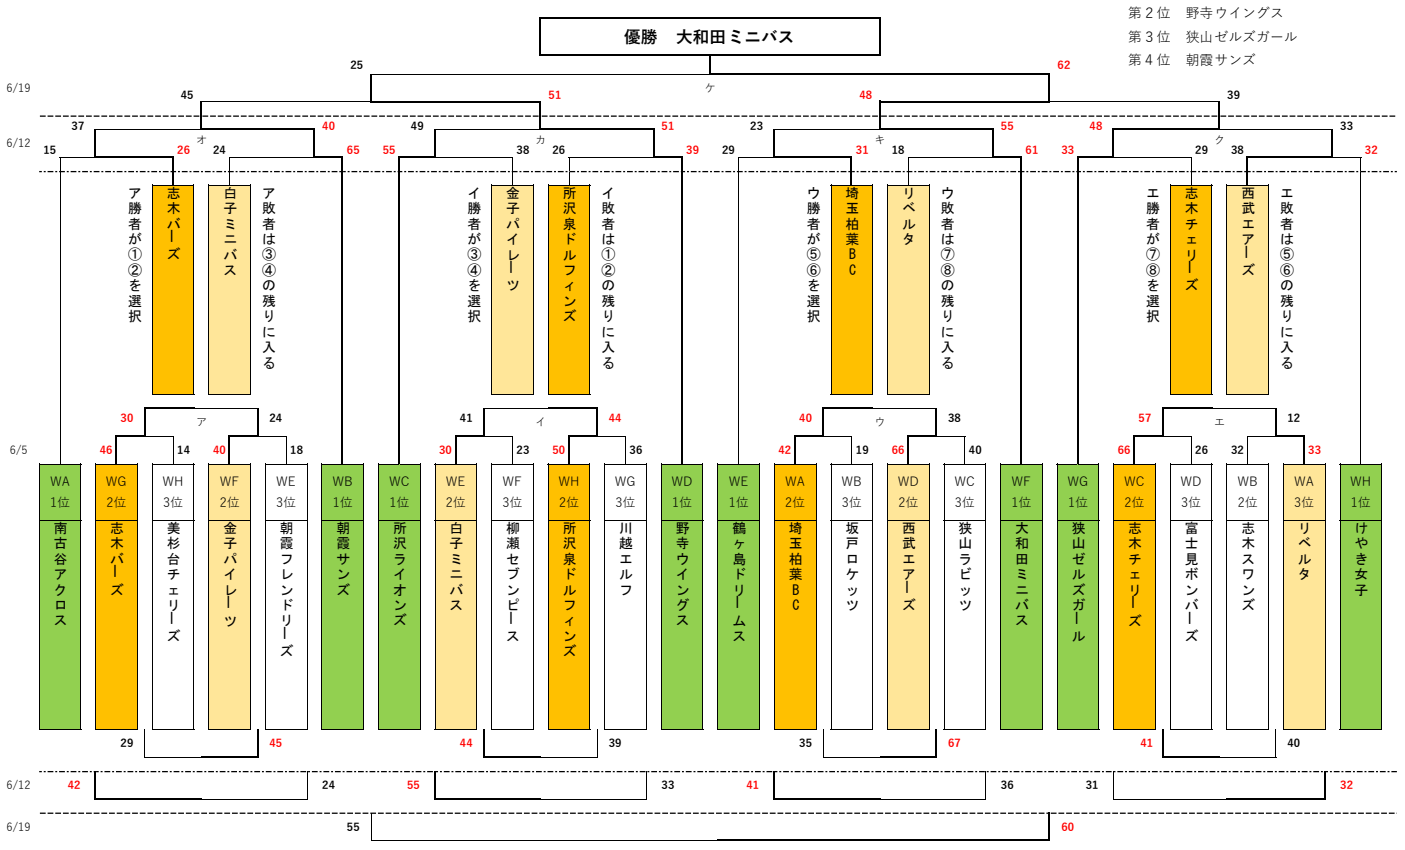 第２位　野寺ウイングス
優勝　大和田ミニバス
第３位　狭山ゼルズガール
第４位　朝霞サンズ
25 62
6/19 ケ
45 51 48 39
37 40 49 51 23 55 48 33
オ カ キ ク
6/12
15 26 24 65 55 38 26 39 29 31 18 61 33 29 38 32
ア勝者が①②を選択
志木バーズ
白子ミニバス
ア敗者は③④の残りに入る
イ勝者が③④を選択
金子パイレーツ
所沢泉ドルフィンズ
イ敗者は①②の残りに入る
ウ勝者が⑤⑥を選択
埼玉柏葉BC
リベルタ
ウ敗者は⑦⑧の残りに入る
エ勝者が⑦⑧を選択
志木チェリーズ
西武エアーズ
エ敗者は⑤⑥の残りに入る
30 ア 24 41 イ 44 40 ウ 38 57 エ 12
6/5 46 14 40 18 30 23 50 36 42 19 66 40 66 26 32 33
WA WG WH WF WE WB WC WE WF WH WG WD WE WA WB WD WC WF WG WC WD WB WA WH
1位 2位 3位 2位 3位 1位 1位 2位 3位 2位 3位 1位 1位 2位 3位 2位 3位 1位 1位 2位 3位 2位 3位 1位
南古谷アクロス
志木バーズ
美杉台チェリーズ
金子パイレーツ
朝霞フレンドリーズ
朝霞サンズ
所沢ライオンズ
白子ミニバス
柳瀬セブンピース
所沢泉ドルフィンズ
川越エルフ
野寺ウイングス
鶴ヶ島ドリームス
埼玉柏葉BC
坂戸ロケッツ
西武エアーズ
狭山ラビッツ
大和田ミニバス
狭山ゼルズガール
志木チェリーズ
富士見ボンバーズ
志木スワンズ
リベルタ
けやき女子
29 45 44 39 35 67 41 40
6/12 42 24 55 33 41 36 31 32
6/19 55 60